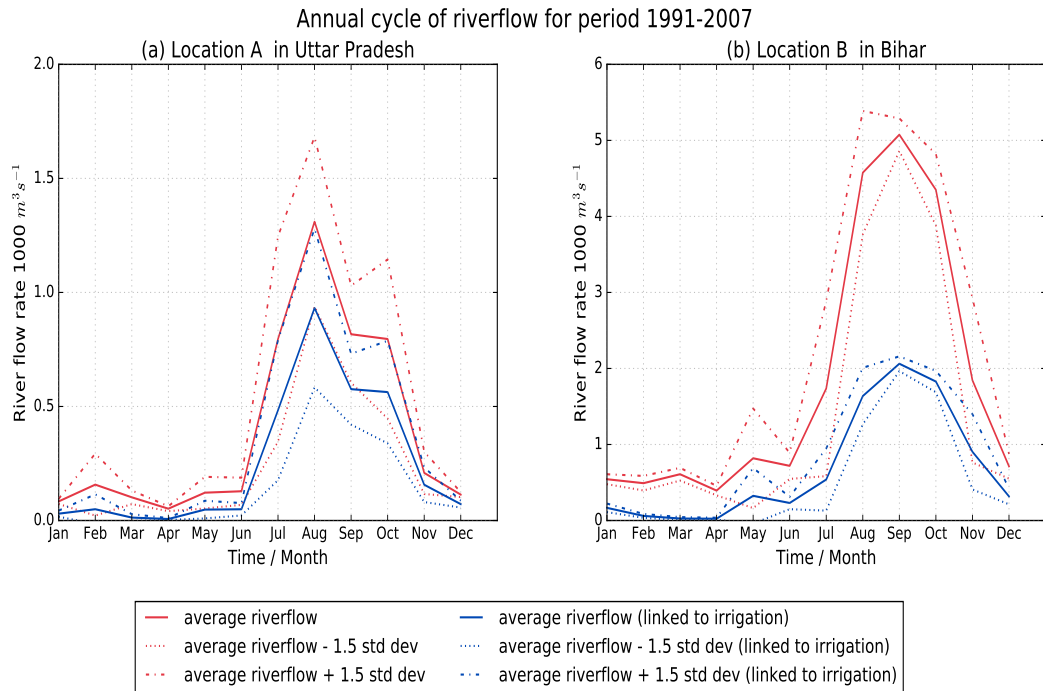 Annual cycle of riverflow for period 1991-2007
(a) Location A  in Uttar Pradesh
2.0
1.5
1.0
0.5
0.0
River flow rate 1000 m³s⁻¹
Jan Feb Mar Apr May Jun Jul Aug Sep Oct Nov Dec
Time / Month
(b) Location B  in Bihar
6
5
4
3
2
1
0
River flow rate 1000 m³s⁻¹
Jan Feb Mar Apr May Jun Jul Aug Sep Oct Nov Dec
Time / Month
average riverflow
average riverflow - 1.5 std dev
average riverflow + 1.5 std dev
average riverflow (linked to irrigation)
average riverflow - 1.5 std dev (linked to irrigation)
average riverflow + 1.5 std dev (linked to irrigation)